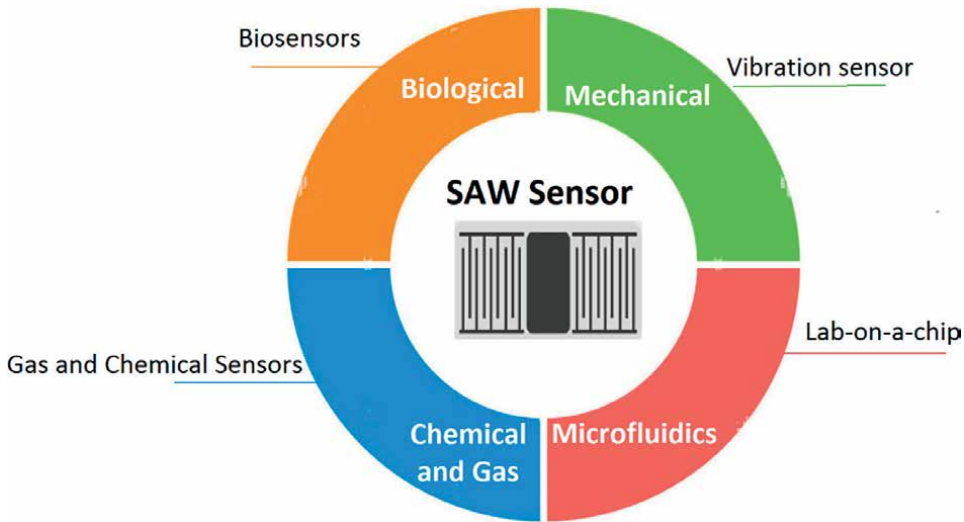 Biosensors
Biological
Mechanical
Vibration sensor
SAW Sensor
Lab-on-a-chip
Gas and Chemical Sensors
Chemical
and Gas
Microfluidics